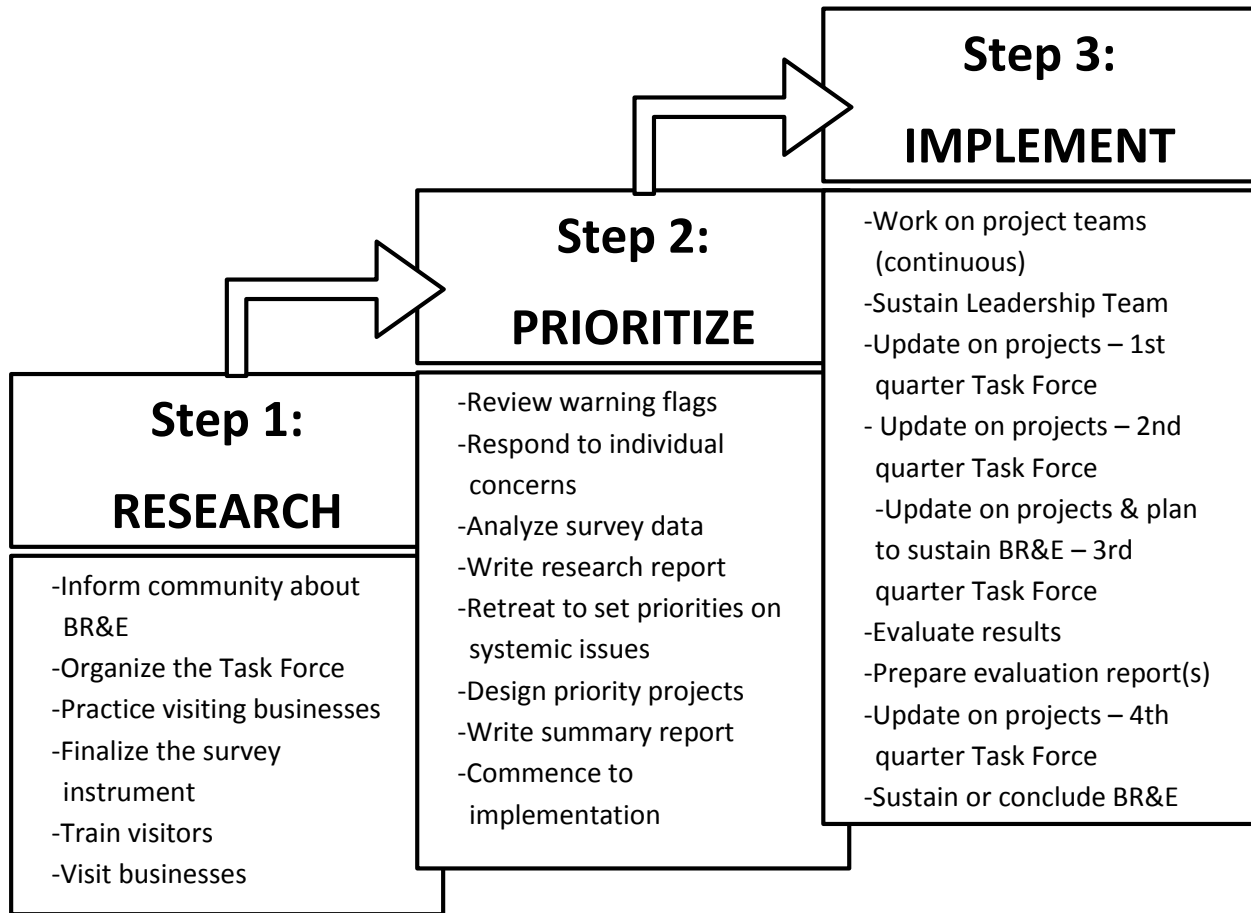 Step 1:
RESEARCH
-Inform community about
BR&E
-Organize the Task Force
-Practice visiting businesses
-Finalize the survey
instrument
-Train visitors
-Visit businesses
Step 2:
PRIORITIZE
-Review warning flags
-Respond to individual
concerns
-Analyze survey data
-Write research report
-Retreat to set priorities on
systemic issues
-Design priority projects
-Write summary report
-Commence to
implementation
Step 3:
IMPLEMENT
-Work on project teams
(continuous)
-Sustain Leadership Team
-Update on projects – 1st
quarter Task Force
- Update on projects – 2nd
quarter Task Force
-Update on projects & plan
to sustain BR&E – 3rd
quarter Task Force
-Evaluate results
-Prepare evaluation report(s)
-Update on projects – 4th
quarter Task Force
-Sustain or conclude BR&E